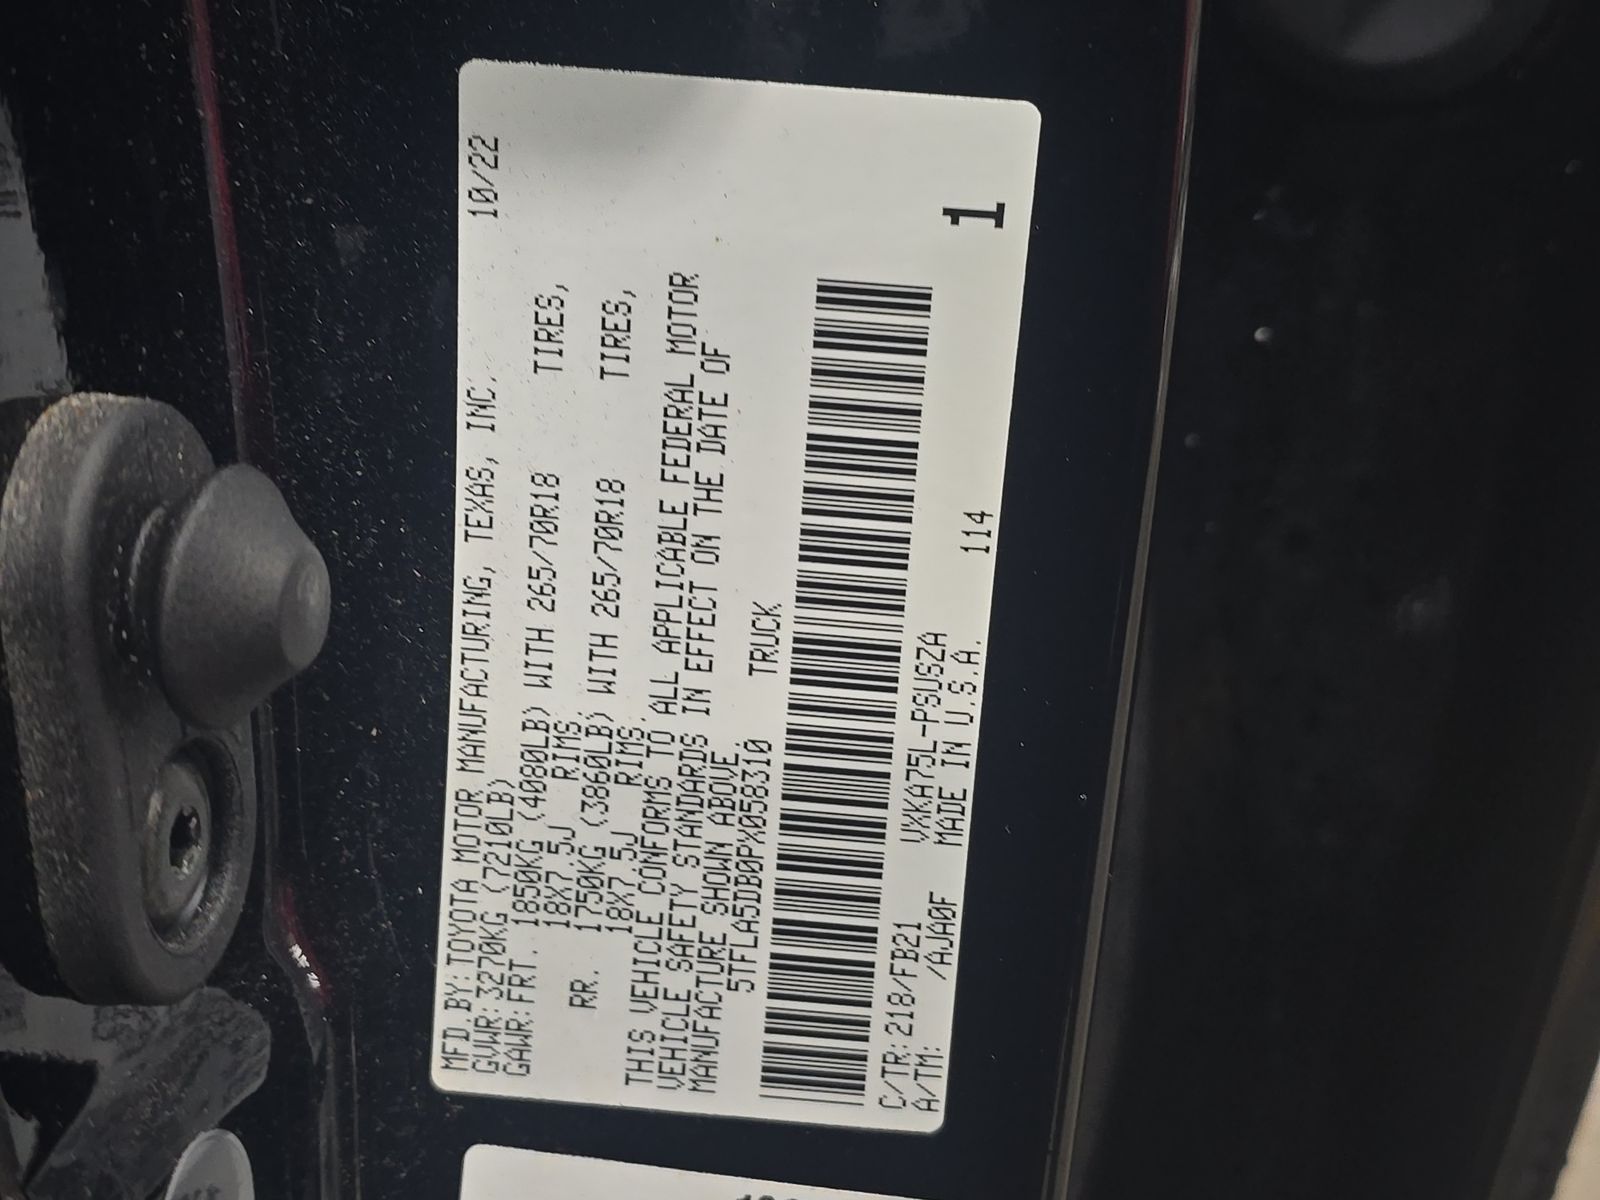 MFD.BY:TOYOTA MOTOR MANUFACTURING, TEXAS, INC. 10/22
GVWR:3270KG(7210LB)
GAWR:FRT. 1850KG(4080LB) WITH 265/70R18 TIRES,
18X7.5J RIMS.
RR. 1750KG(3860LB) WITH 265/70R18 TIRES,
18X7.5J RIMS.
THIS VEHICLE CONFORMS TO ALL APPLICABLE FEDERAL MOTOR
VEHICLE SAFETY STANDARDS IN EFFECT ON THE DATE OF
MANUFACTURE SHOWN ABOVE.
5TFLA5DB0PX058310 TRUCK
C/TR:218/FB21 VXKA75L-PSUSZA 114 1
A/TM: /AJA0F MADE IN U.S.A.